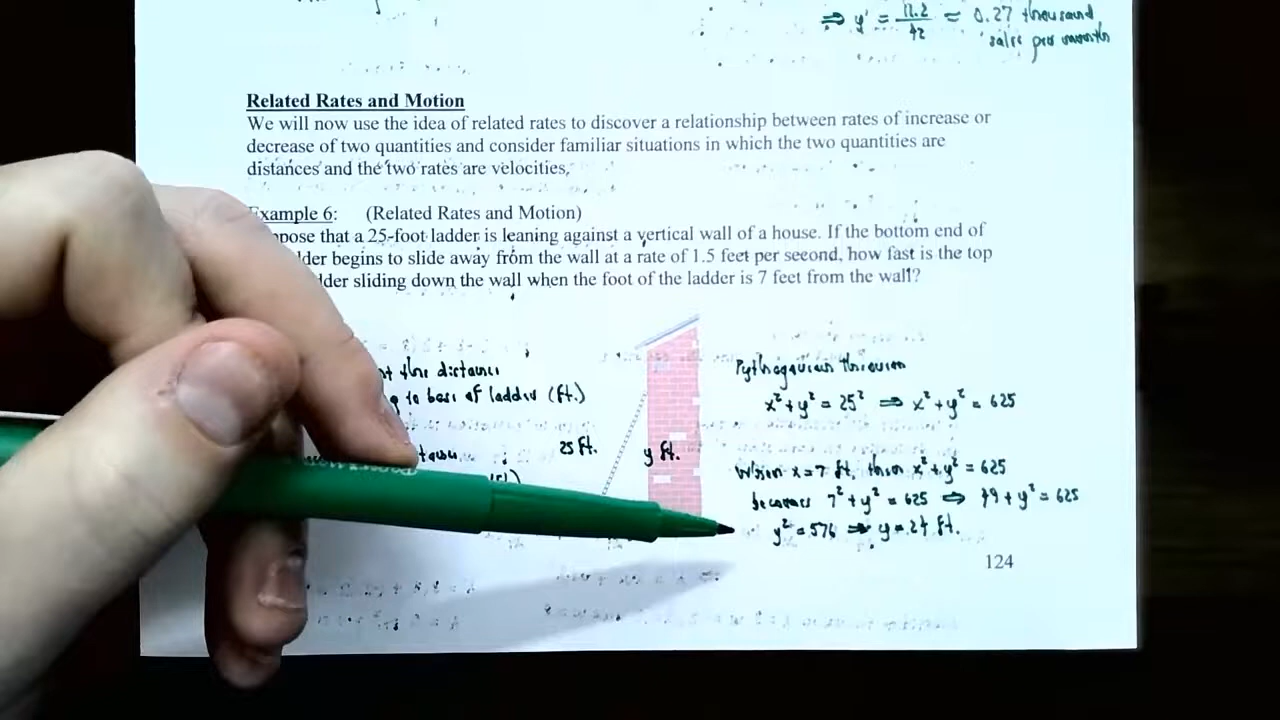 ⇒ y' = 11.2/42 ≈ 0.27 thousand
sales per month
Related Rates and Motion
We will now use the idea of related rates to discover a relationship between rates of increase or
decrease of two quantities and consider familiar situations in which the two quantities are
distances and the two rates are velocities.
Example 6: (Related Rates and Motion)
pose that a 25-foot ladder is leaning against a vertical wall of a house. If the bottom end of
der begins to slide away from the wall at a rate of 1.5 feet per second, how fast is the top
dder sliding down the wall when the foot of the ladder is 7 feet from the wall?
the distance
to base of ladder (ft.)
25 ft.
y ft.
Pythagorean theorem
x² + y² = 25² ⇒ x² + y² = 625
When x = 7 ft, then x² + y² = 625
becomes 7² + y² = 625 ⇒ 49 + y² = 625
y² = 576 ⇒ y = 24 ft.
124